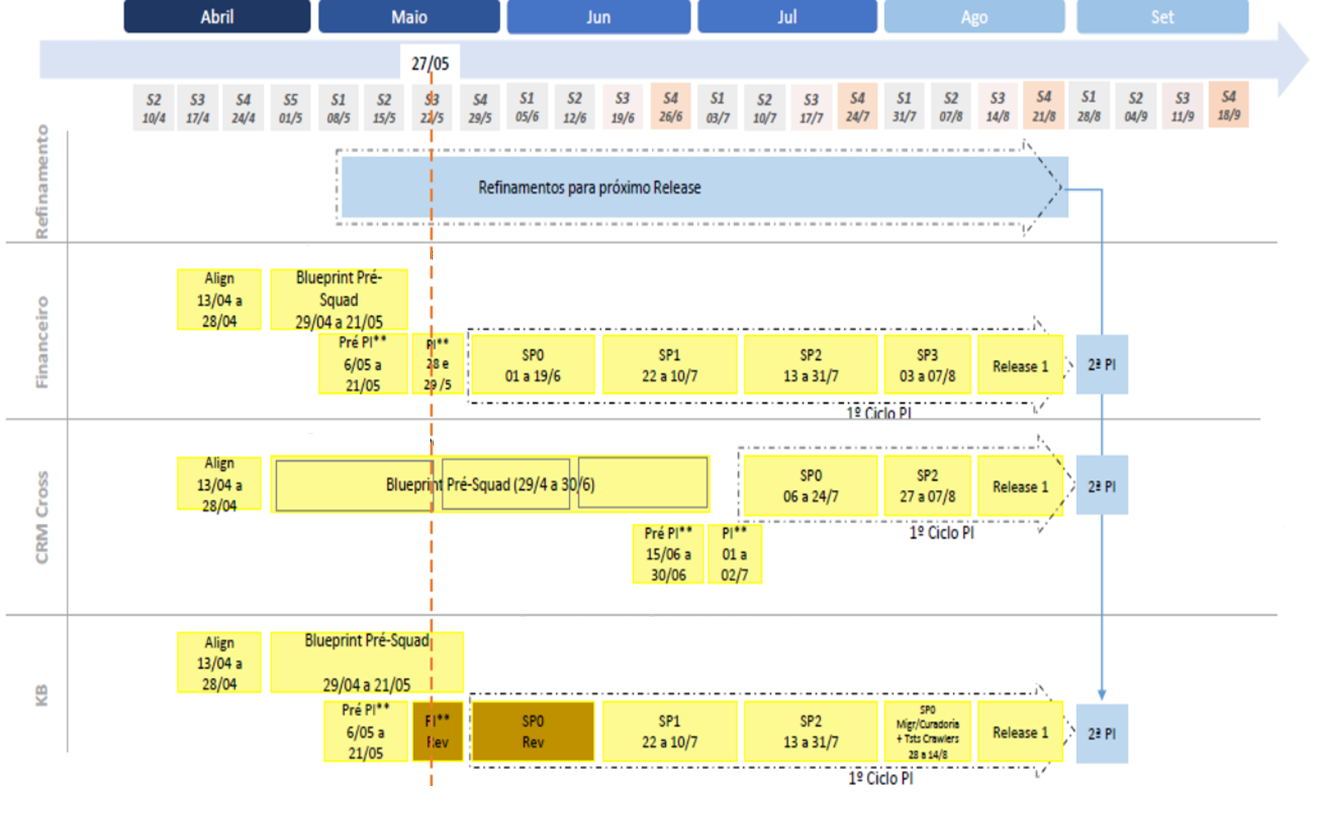 Abril Maio Jun Jul Ago Set
27/05
S2 S3 S4 S5 S1 S2 S3 S4 S1 S2 S3 S4 S1 S2 S3 S4 S1 S2 S3 S4 S1 S2 S3 S4
10/4 17/4 24/4 01/5 08/5 15/5 22/5 29/5 05/6 12/6 19/6 26/6 03/7 10/7 17/7 24/7 31/7 07/8 14/8 21/8 28/8 04/9 11/9 18/9
Refinamento
Refinamentos para próximo Release
Financeiro
Align
13/04 a
28/04
Blueprint Pré-
Squad
29/04 a 21/05
Pré PI**
6/05 a
21/05
PI**
28 e
29 /5
SP0
01 a 19/6
SP1
22 a 10/7
SP2
13 a 31/7
SP3
03 a 07/8
Release 1
2ª PI
1º Ciclo PI
CRM Cross
Align
13/04 a
28/04
Blueprint Pré-Squad (29/4 a 30/6)
SP0
06 a 24/7
SP2
27 a 07/8
Release 1
2ª PI
1º Ciclo PI
Pré PI**
15/06 a
30/06
PI**
01 a
02/7
KB
Align
13/04 a
28/04
Blueprint Pré-Squad
29/04 a 21/05
Pré PI**
6/05 a
21/05
PI**
Rev
SP0
Rev
SP1
22 a 10/7
SP2
13 a 31/7
SP0
Migr/Curadoria
+ Tsts Crawlers
28 a 14/8
Release 1
2ª PI
1º Ciclo PI